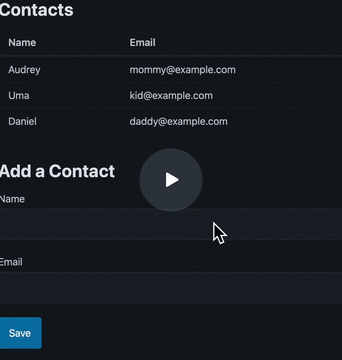 Contacts
Name Email
Audrey mommy@example.com
Uma kid@example.com
Daniel daddy@example.com
Add a Contact
Name
Email
Save